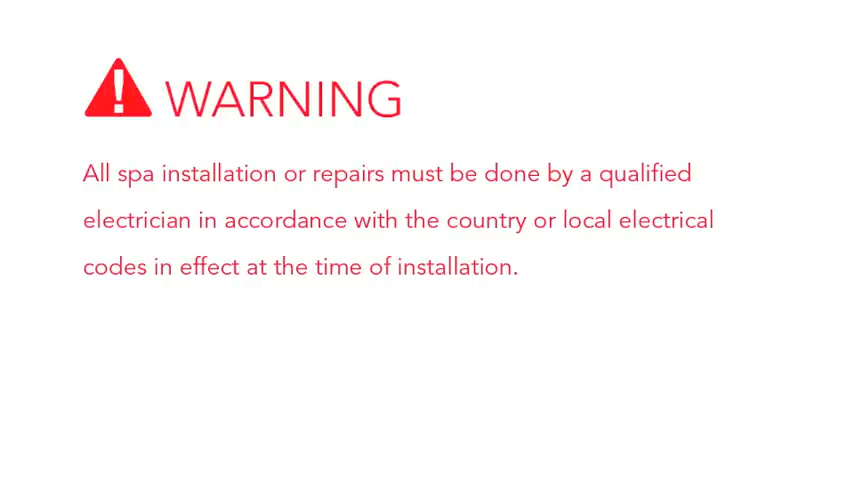 WARNING
All spa installation or repairs must be done by a qualified
electrician in accordance with the country or local electrical
codes in effect at the time of installation.